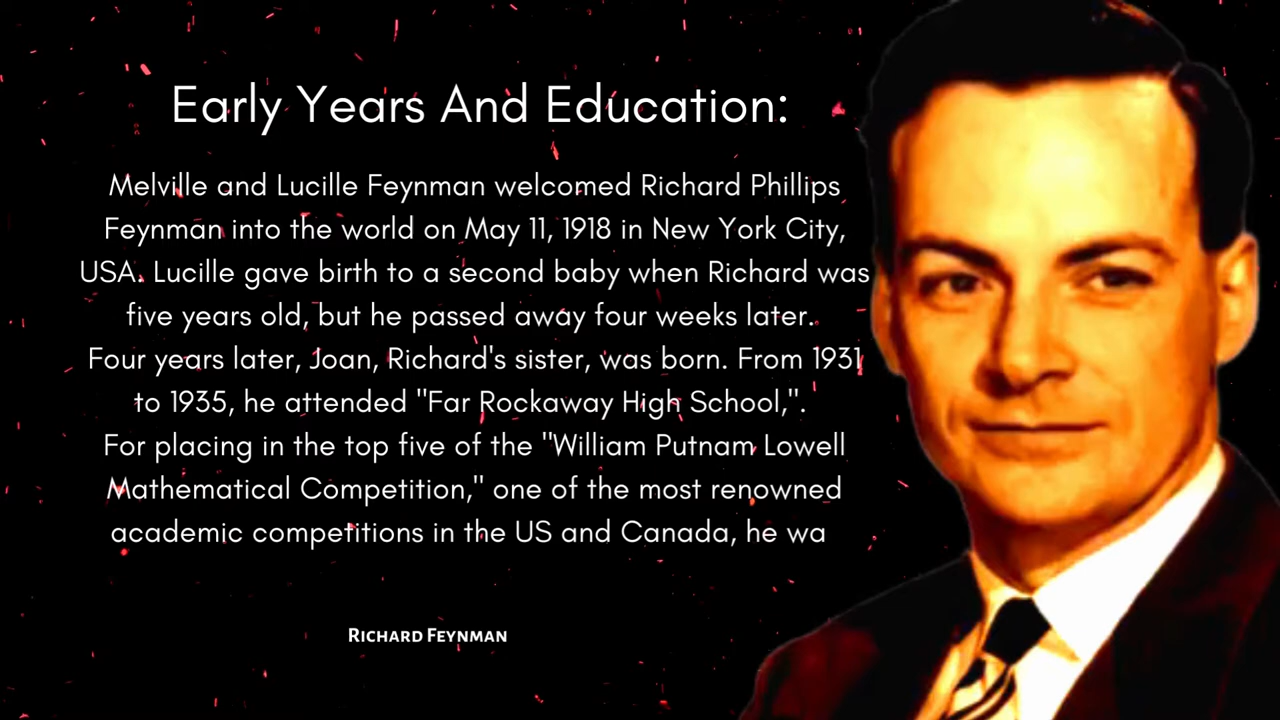 Early Years And Education:
Melville and Lucille Feynman welcomed Richard Phillips
Feynman into the world on May 11, 1918 in New York City,
USA. Lucille gave birth to a second baby when Richard was
five years old, but he passed away four weeks later.
Four years later, Joan, Richard's sister, was born. From 1931
to 1935, he attended "Far Rockaway High School,".
For placing in the top five of the "William Putnam Lowell
Mathematical Competition," one of the most renowned
academic competitions in the US and Canada, he wa
Richard Feynman